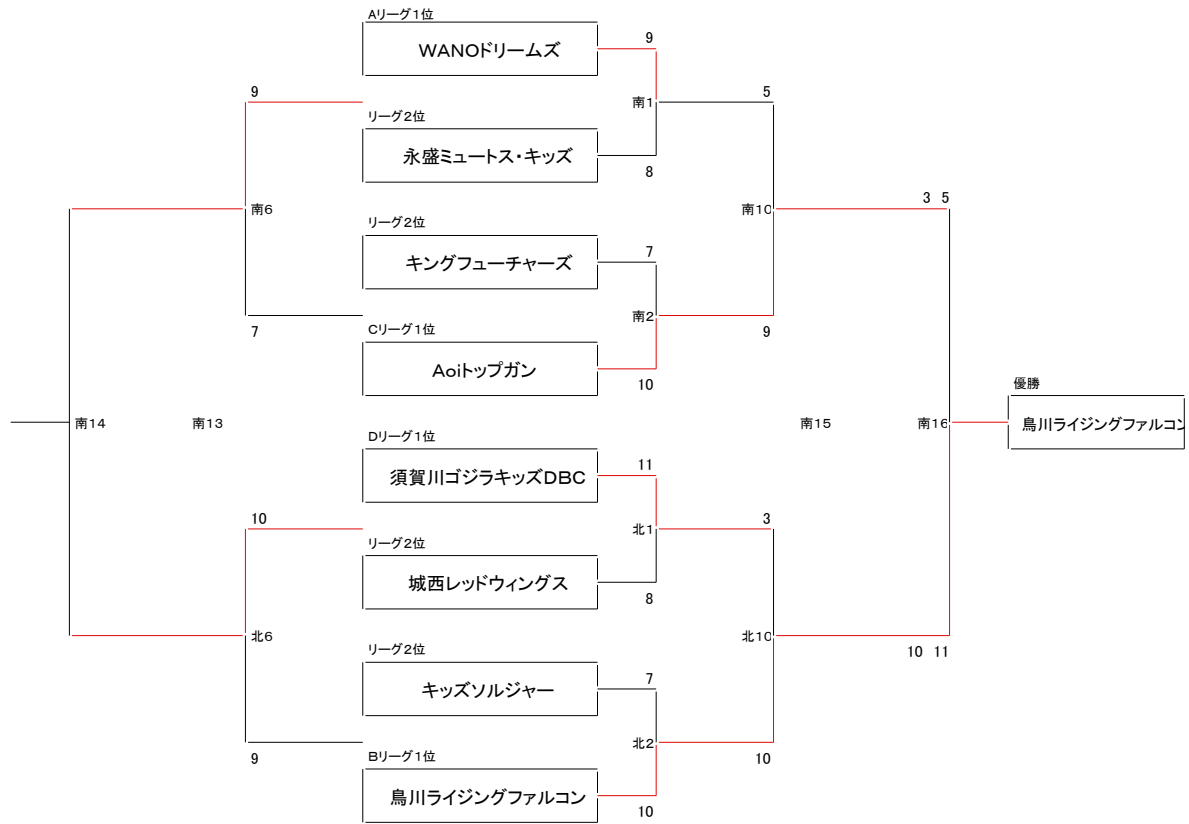 Aリーグ1位
WANOドリームズ
9
9
南1
5
リーグ2位
永盛ミュートス・キッズ
8
南6
南10
3 5
リーグ2位
キングフューチャーズ
7
7
南2
9
Cリーグ1位
Aoiトップガン
10
優勝
鳥川ライジングファルコン
南14
南13
南15
南16
Dリーグ1位
須賀川ゴジラキッズDBC
11
10
北1
3
リーグ2位
城西レッドウィングス
8
北6
北10
10 11
リーグ2位
キッズソルジャー
7
9
北2
10
Bリーグ1位
鳥川ライジングファルコン
10